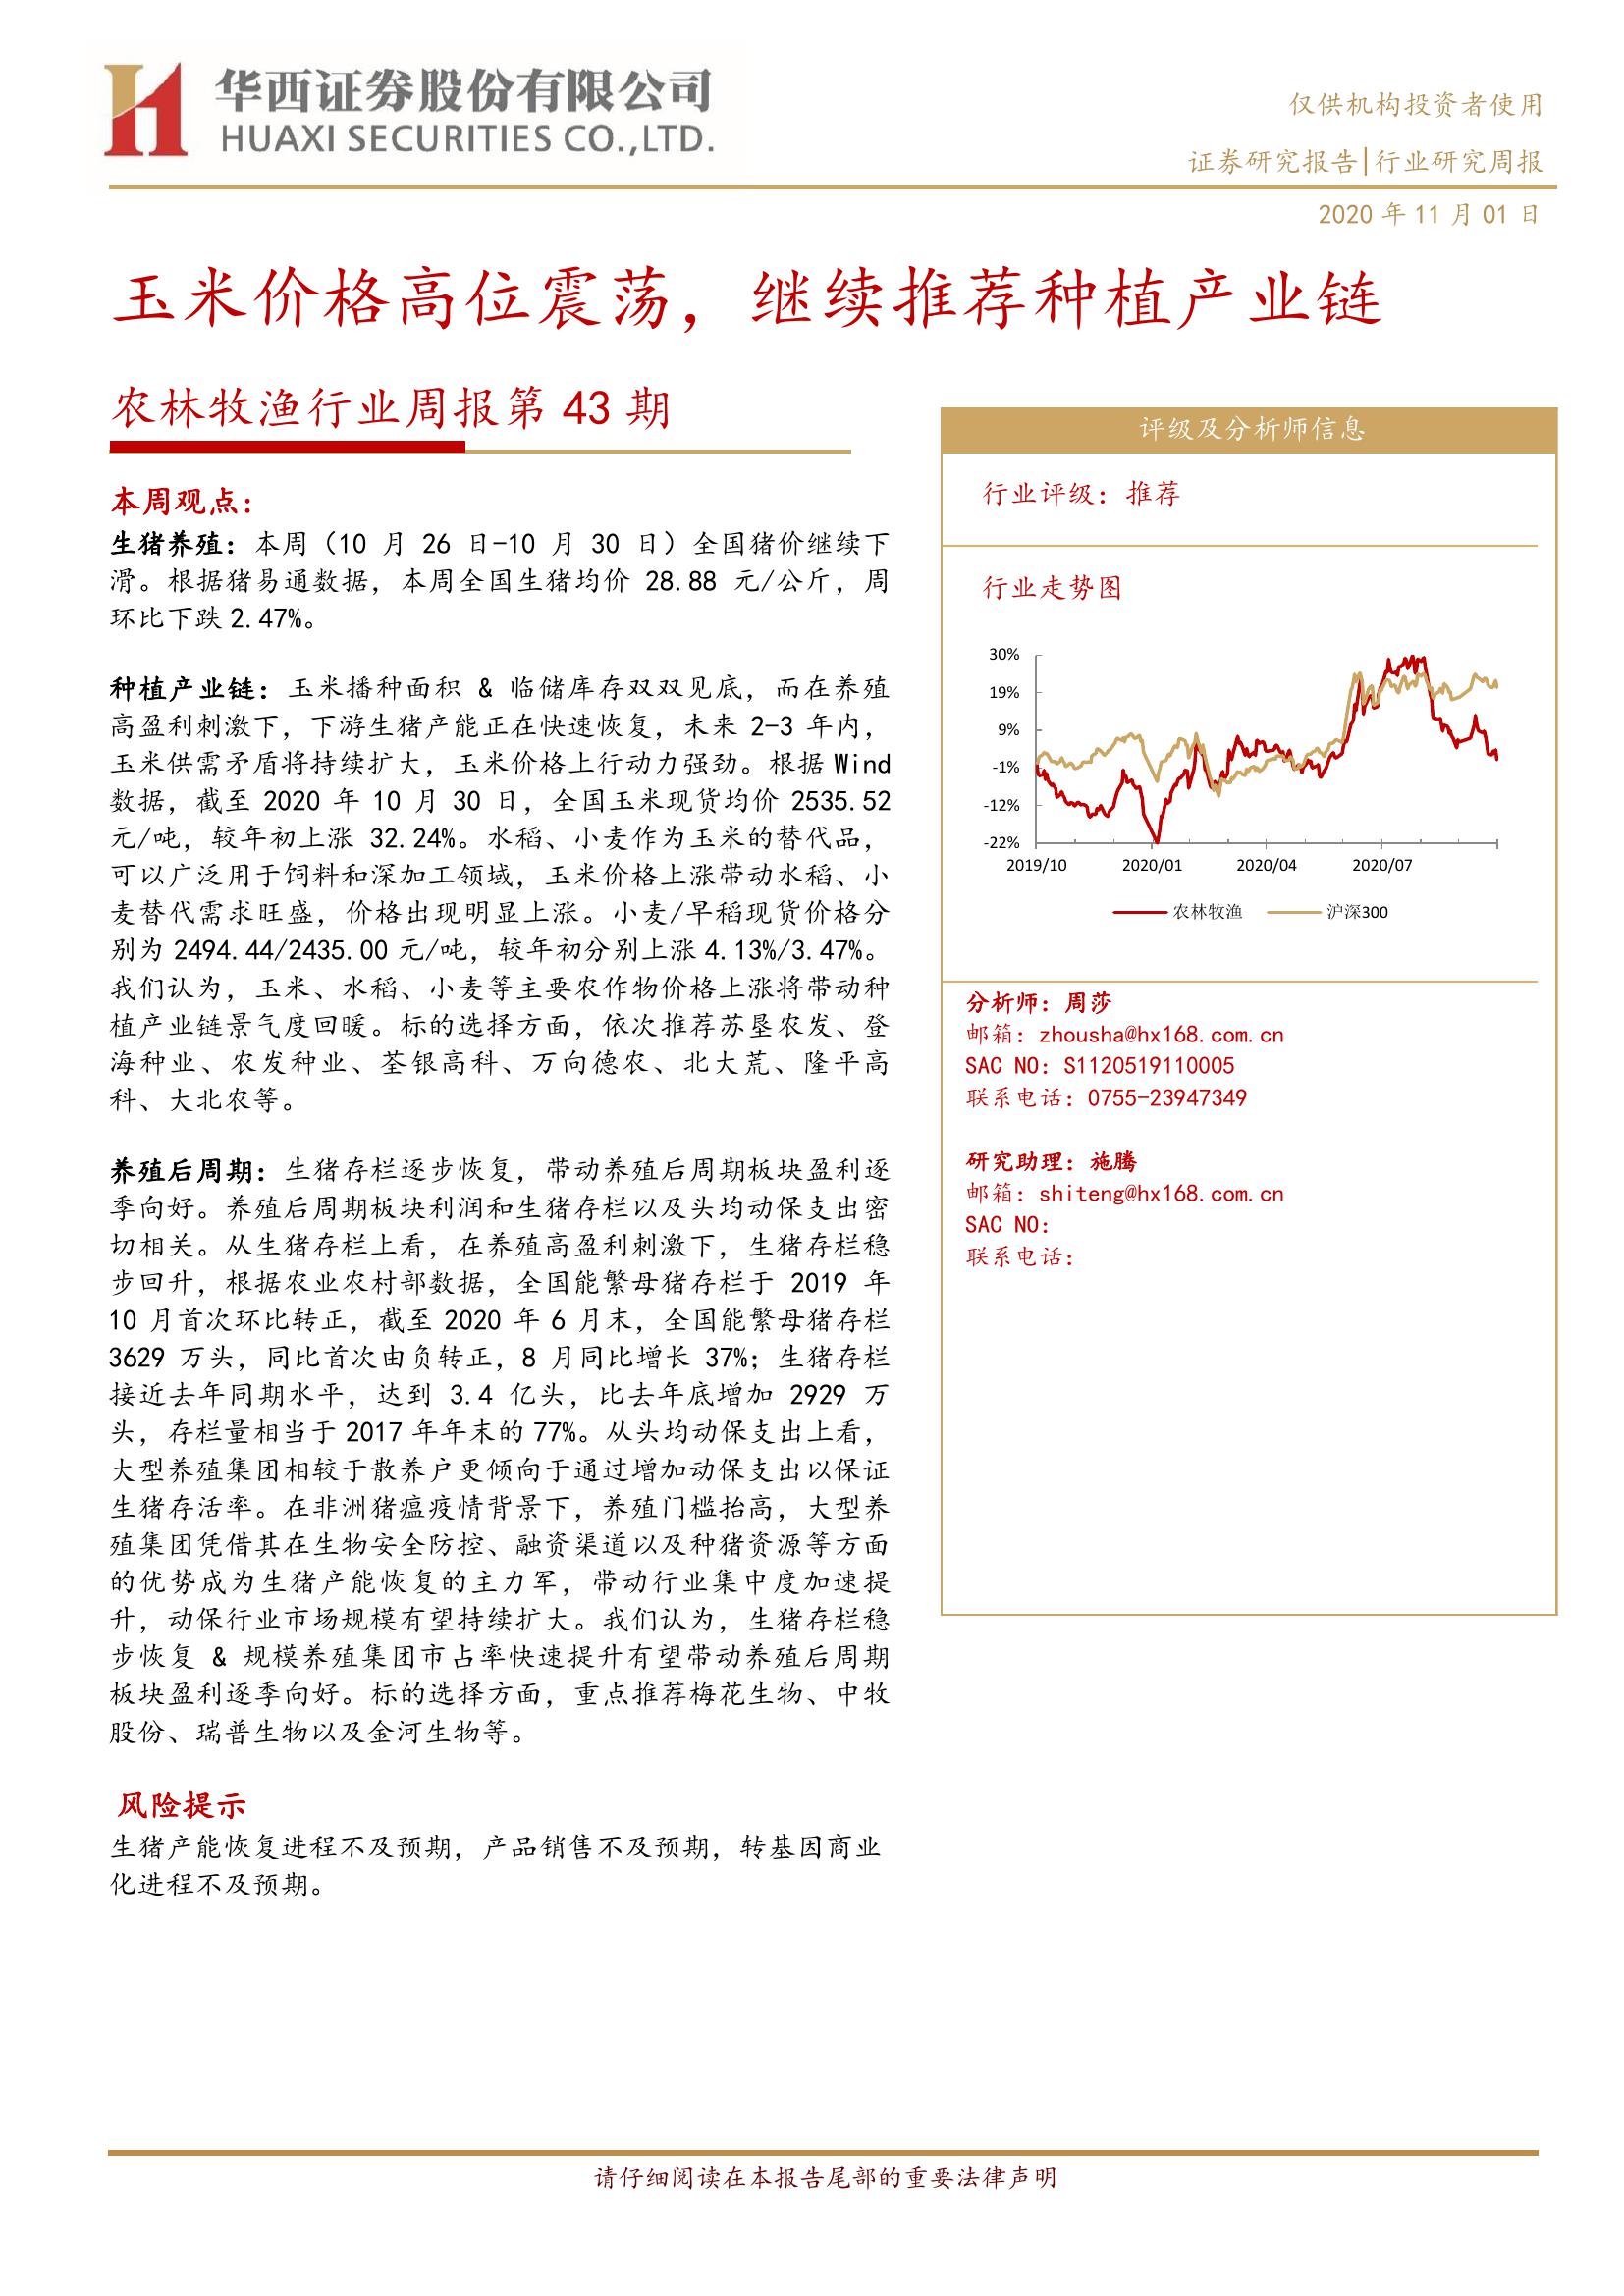 华西证券股份有限公司
HUAXI SECURITIES CO.,LTD.
仅供机构投资者使用
证券研究报告|行业研究周报
2020 年 11 月 01 日
玉米价格高位震荡，继续推荐种植产业链
农林牧渔行业周报第 43 期
本周观点：
生猪养殖：本周（10 月 26 日-10 月 30 日）全国猪价继续下
滑。根据猪易通数据，本周全国生猪均价 28.88 元/公斤，周
环比下跌 2.47%。
种植产业链：玉米播种面积 & 临储库存双双见底，而在养殖
高盈利刺激下，下游生猪产能正在快速恢复，未来 2-3 年内，
玉米供需矛盾将持续扩大，玉米价格上行动力强劲。根据 Wind
数据，截至 2020 年 10 月 30 日，全国玉米现货均价 2535.52
元/吨，较年初上涨 32.24%。水稻、小麦作为玉米的替代品，
可以广泛用于饲料和深加工领域，玉米价格上涨带动水稻、小
麦替代需求旺盛，价格出现明显上涨。小麦/早稻现货价格分
别为 2494.44/2435.00 元/吨，较年初分别上涨 4.13%/3.47%。
我们认为，玉米、水稻、小麦等主要农作物价格上涨将带动种
植产业链景气度回暖。标的选择方面，依次推荐苏垦农发、登
海种业、农发种业、荃银高科、万向德农、北大荒、隆平高
科、大北农等。
养殖后周期：生猪存栏逐步恢复，带动养殖后周期板块盈利逐
季向好。养殖后周期板块利润和生猪存栏以及头均动保支出密
切相关。从生猪存栏上看，在养殖高盈利刺激下，生猪存栏稳
步回升，根据农业农村部数据，全国能繁母猪存栏于 2019 年
10 月首次环比转正，截至 2020 年 6 月末，全国能繁母猪存栏
3629 万头，同比首次由负转正，8 月同比增长 37%；生猪存栏
接近去年同期水平，达到 3.4 亿头，比去年底增加 2929 万
头，存栏量相当于 2017 年年末的 77%。从头均动保支出上看，
大型养殖集团相较于散养户更倾向于通过增加动保支出以保证
生猪存活率。在非洲猪瘟疫情背景下，养殖门槛抬高，大型养
殖集团凭借其在生物安全防控、融资渠道以及种猪资源等方面
的优势成为生猪产能恢复的主力军，带动行业集中度加速提
升，动保行业市场规模有望持续扩大。我们认为，生猪存栏稳
步恢复 & 规模养殖集团市占率快速提升有望带动养殖后周期
板块盈利逐季向好。标的选择方面，重点推荐梅花生物、中牧
股份、瑞普生物以及金河生物等。
风险提示
生猪产能恢复进程不及预期，产品销售不及预期，转基因商业
化进程不及预期。
评级及分析师信息
行业评级：推荐
行业走势图
30%
19%
9%
-1%
-12%
-22%
2019/10 2020/01 2020/04 2020/07
农林牧渔 沪深300
分析师：周莎
邮箱：zhousha@hx168.com.cn
SAC NO：S1120519110005
联系电话：0755-23947349
研究助理：施腾
邮箱：shiteng@hx168.com.cn
SAC NO：
联系电话：
请仔细阅读在本报告尾部的重要法律声明